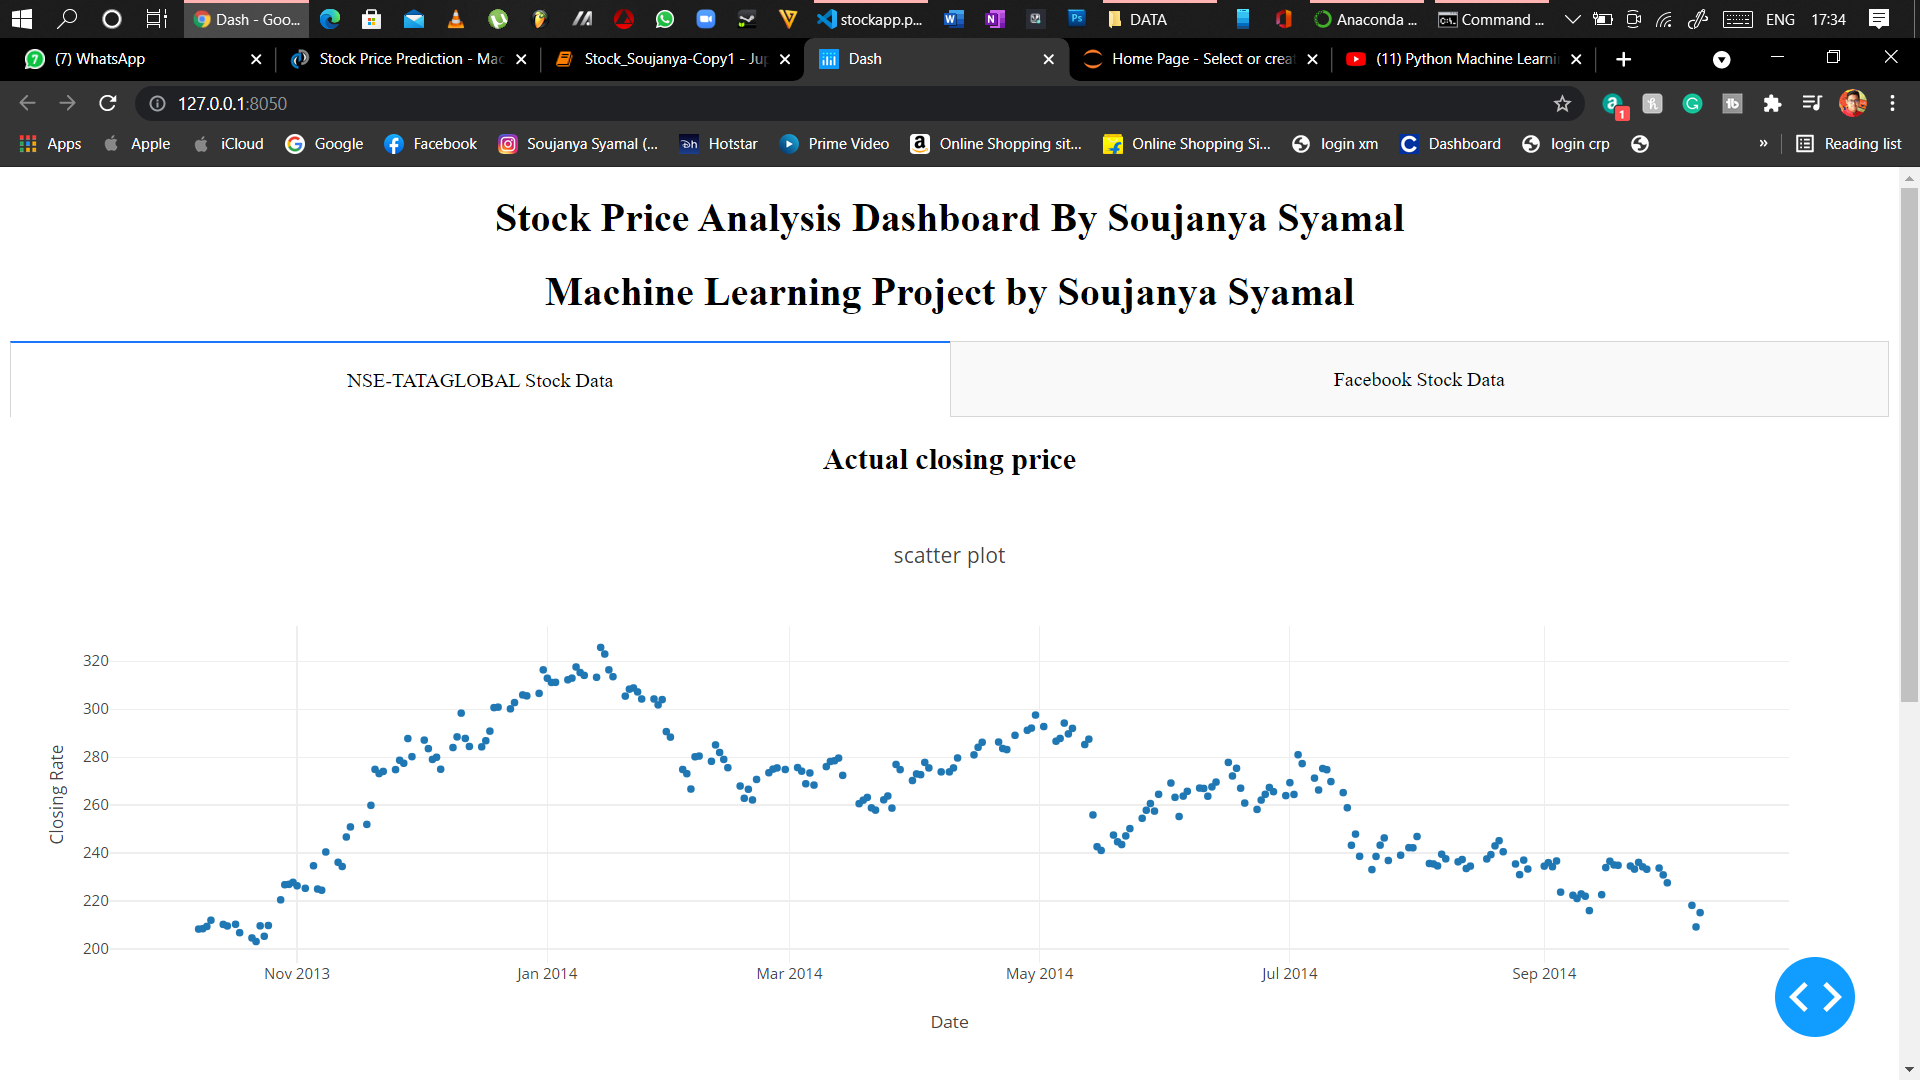 Dash - Goo...
stockapp.p...
DATA
Anaconda ...
Command ...
ENG
17:34
(7) WhatsApp
Stock Price Prediction - Mac
Stock_Soujanya-Copy1 - Jup
Dash
Home Page - Select or creat
(11) Python Machine Learni
127.0.0.1:8050
1
Apps
Apple
iCloud
Google
Facebook
Soujanya Syamal (...
Hotstar
Prime Video
Online Shopping sit...
Online Shopping Si...
login xm
Dashboard
login crp
»
Reading list
Stock Price Analysis Dashboard By Soujanya Syamal
Machine Learning Project by Soujanya Syamal
NSE-TATAGLOBAL Stock Data
Facebook Stock Data
Actual closing price
scatter plot
320
300
280
260
240
220
200
Closing Rate
Nov 2013
Jan 2014
Mar 2014
May 2014
Jul 2014
Sep 2014
Date